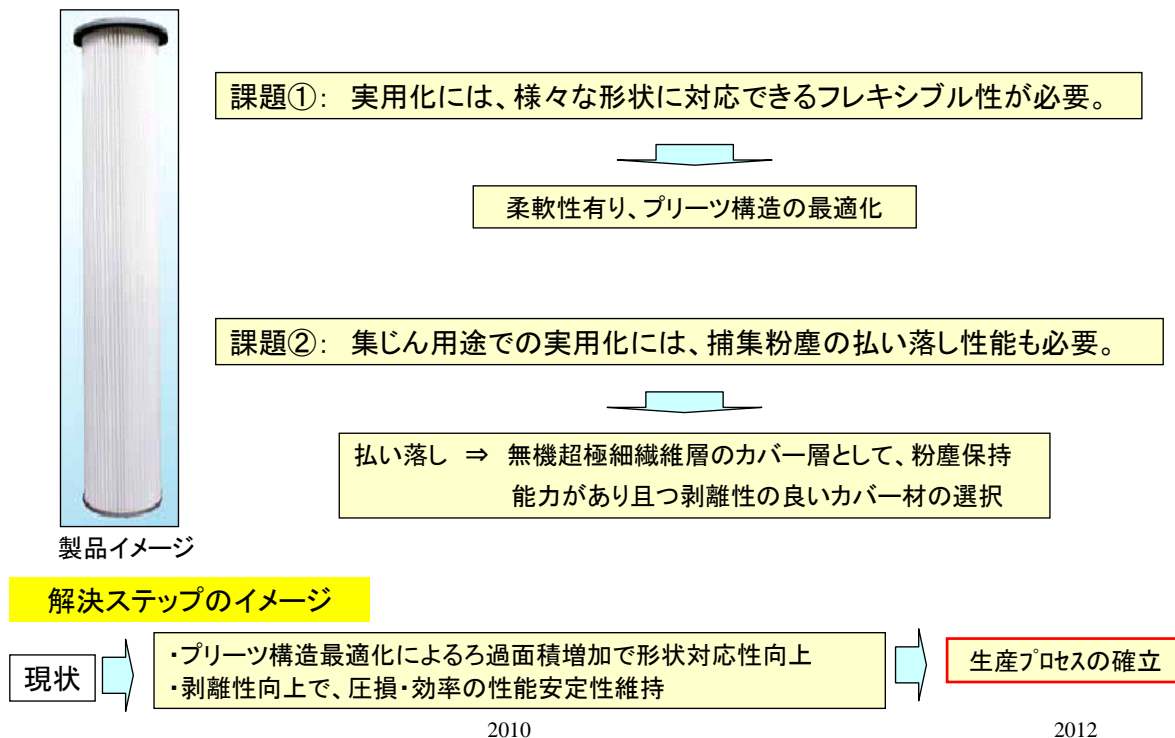 課題①： 実用化には、様々な形状に対応できるフレキシブル性が必要。
柔軟性有り、プリーツ構造の最適化
課題②： 集じん用途での実用化には、捕集粉塵の払い落し性能も必要。
払い落し ⇒ 無機超極細繊維層のカバー層として、粉塵保持
能力があり且つ剥離性の良いカバー材の選択
製品イメージ
解決ステップのイメージ
現状
・プリーツ構造最適化によるろ過面積増加で形状対応性向上
・剥離性向上で、圧損・効率の性能安定性維持
生産プロセスの確立
2010
2012